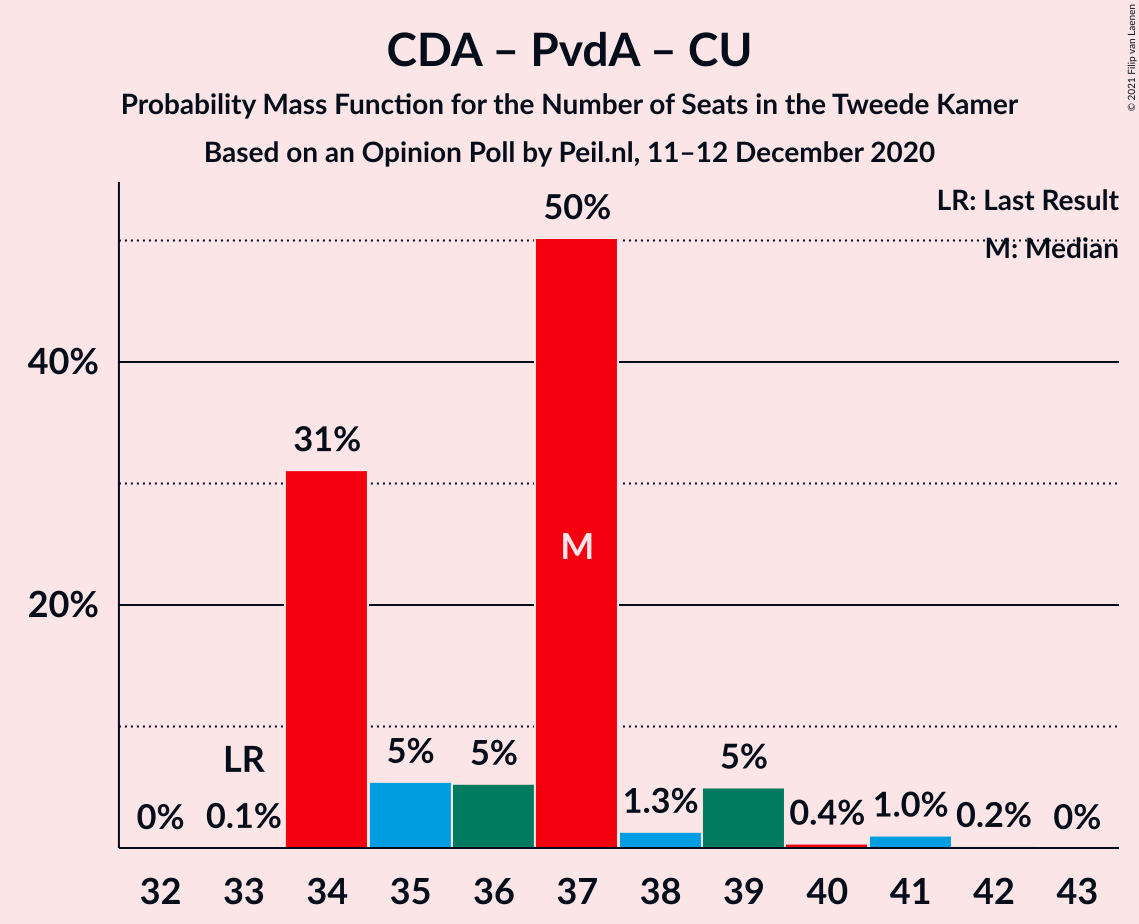 CDA – PvdA – CU
Probability Mass Function for the Number of Seats in the Tweede Kamer
Based on an Opinion Poll by Peil.nl, 11–12 December 2020
© 2021 Filip van Laenen
LR: Last Result
M: Median
50%
40%
31%
M
20%
LR
5%
5%
5%
0%
0.1%
1.3%
0.4%
1.0%
0.2%
0%
32 33 34 35 36 37 38 39 40 41 42 43